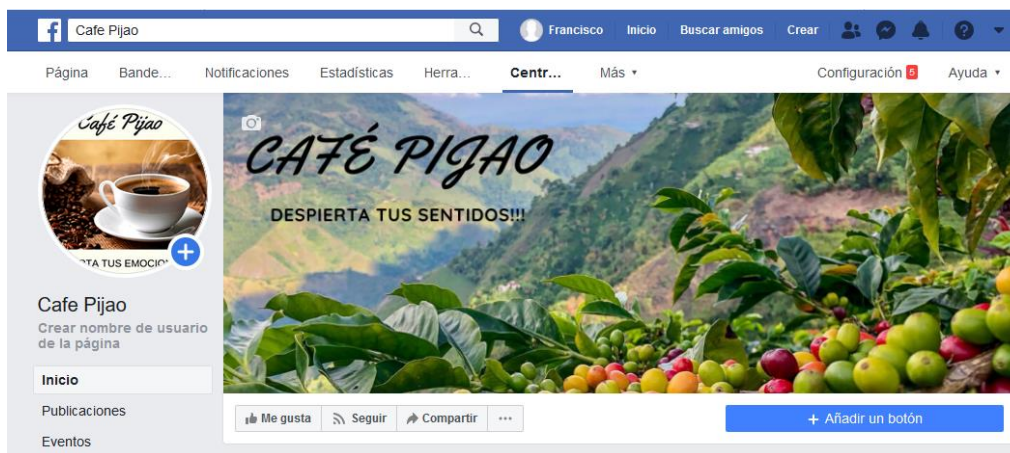 Cafe Pijao
Francisco Inicio Buscar amigos Crear
Página Bande... Notificaciones Estadísticas Herra... Centr... Más Configuración 5 Ayuda
Café Pijao
TA TUS EMOCIO
CAFÉ PIJAO
DESPIERTA TUS SENTIDOS!!!
Cafe Pijao
Crear nombre de usuario
de la página
Inicio
Publicaciones
Eventos
Me gusta Seguir Compartir ...
+ Añadir un botón